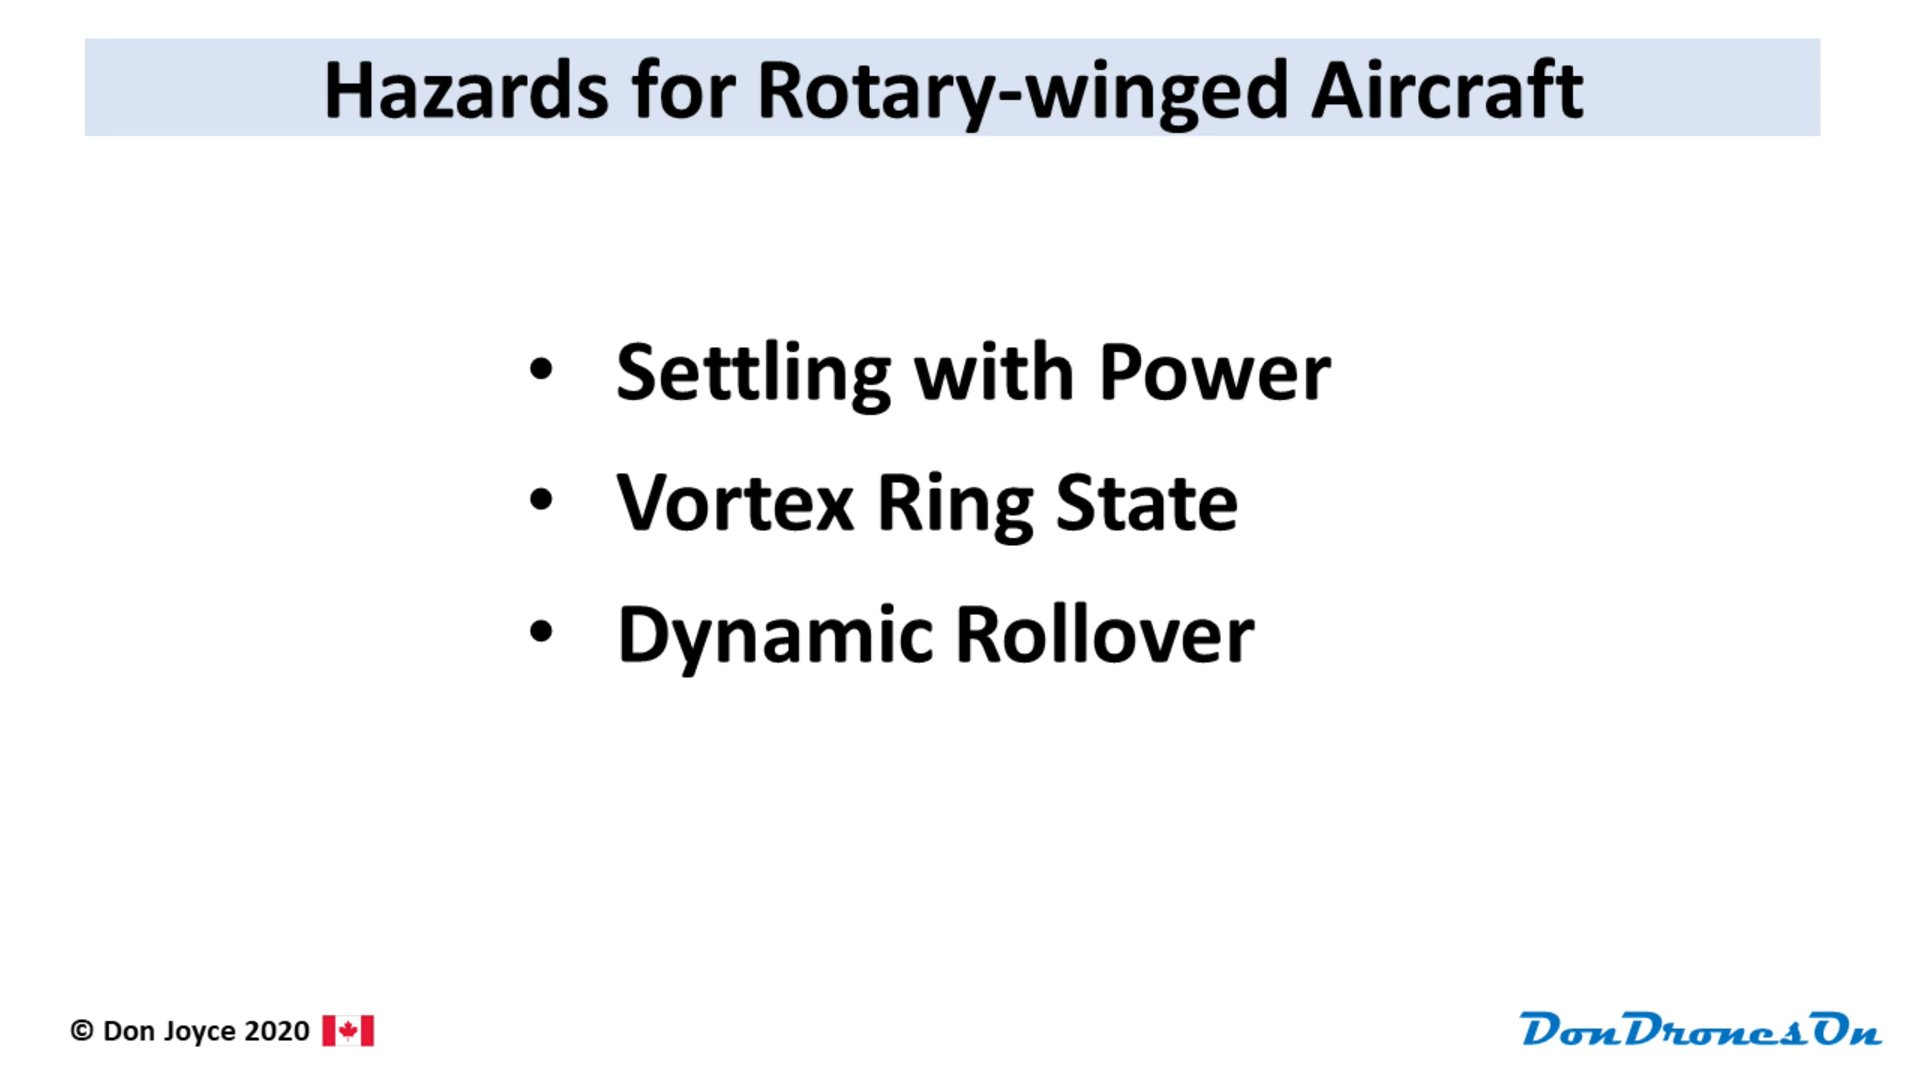 Hazards for Rotary-winged Aircraft
• Settling with Power
• Vortex Ring State
• Dynamic Rollover
© Don Joyce 2020
DonDronesOn